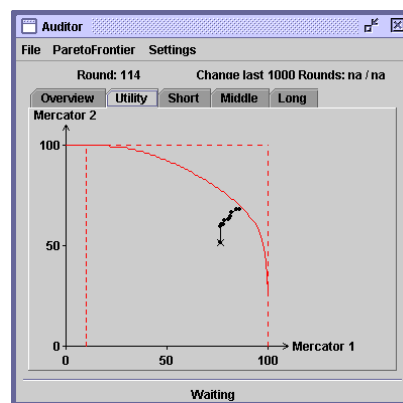 Auditor
File ParetoFrontier Settings
Round: 114 Change last 1000 Rounds: na / na
Overview Utility Short Middle Long
Mercator 2
100
50
0
Mercator 1
0 50 100
Waiting